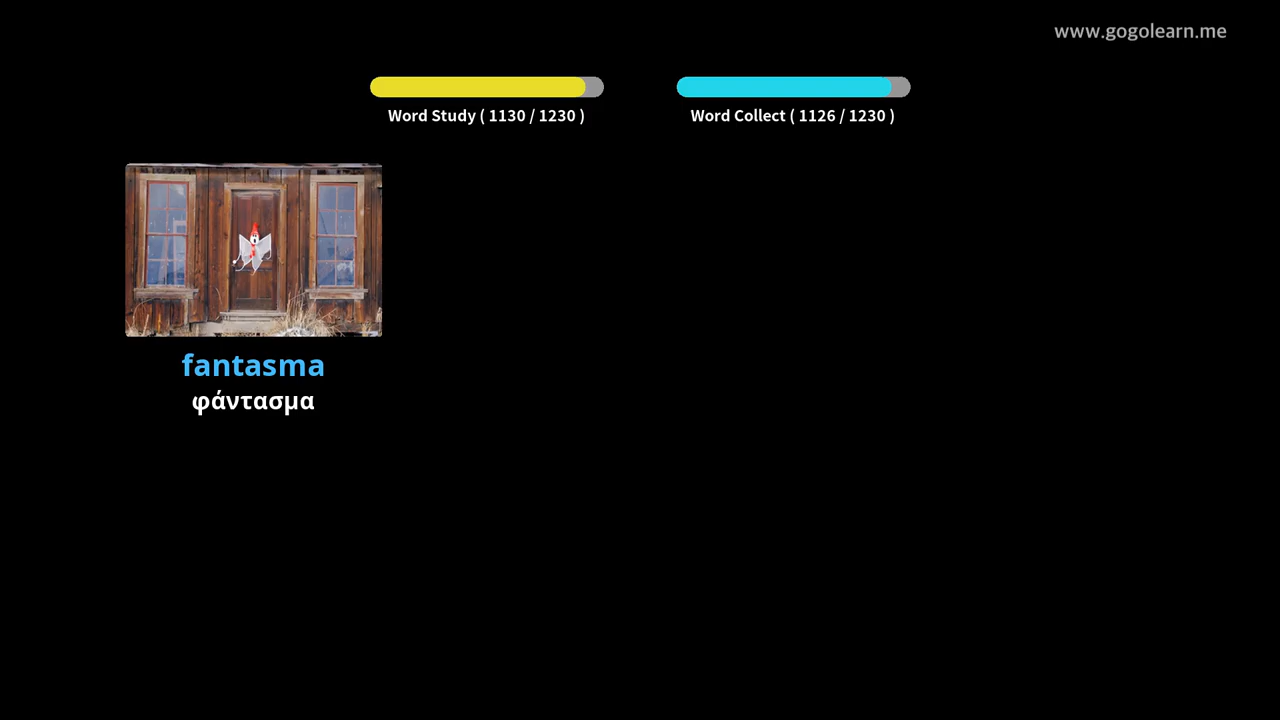 www.gogolearn.me
Word Study ( 1130 / 1230 )
Word Collect ( 1126 / 1230 )
fantasma
φάντασμα